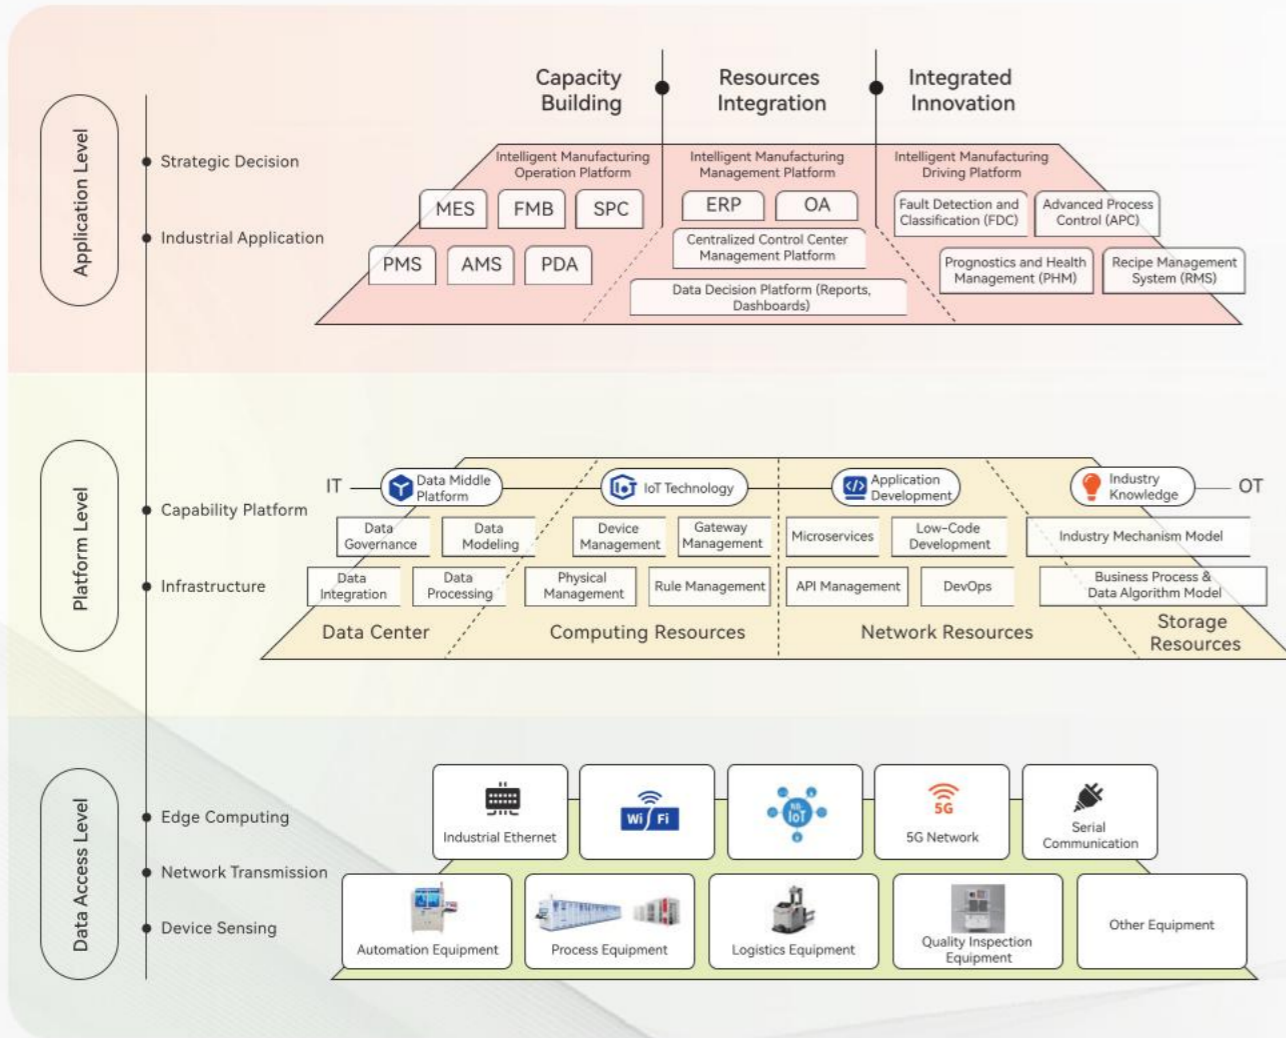 Capacity
Building
Resources
Integration
Integrated
Innovation
Application Level
Strategic Decision
Industrial Application
Intelligent Manufacturing
Operation Platform
MES
FMB
SPC
PMS
AMS
PDA
Intelligent Manufacturing
Management Platform
ERP
OA
Centralized Control Center
Management Platform
Data Decision Platform (Reports,
Dashboards)
Intelligent Manufacturing
Driving Platform
Fault Detection and
Classification (FDC)
Advanced Process
Control (APC)
Prognostics and Health
Management (PHM)
Recipe Management
System (RMS)
Platform Level
Capability Platform
Infrastructure
IT
Data Middle
Platform
IoT Technology
Application
Development
Industry
Knowledge
OT
Data
Governance
Data
Modeling
Device
Management
Gateway
Management
Microservices
Low-Code
Development
Industry Mechanism Model
Data
Integration
Data
Processing
Physical
Management
Rule Management
API Management
DevOps
Business Process &
Data Algorithm Model
Data Center
Computing Resources
Network Resources
Storage
Resources
Data Access Level
Edge Computing
Network Transmission
Device Sensing
Industrial Ethernet
Wi Fi
NB
IoT
5G
5G Network
Serial
Communication
Automation Equipment
Process Equipment
Logistics Equipment
Quality Inspection
Equipment
Other Equipment